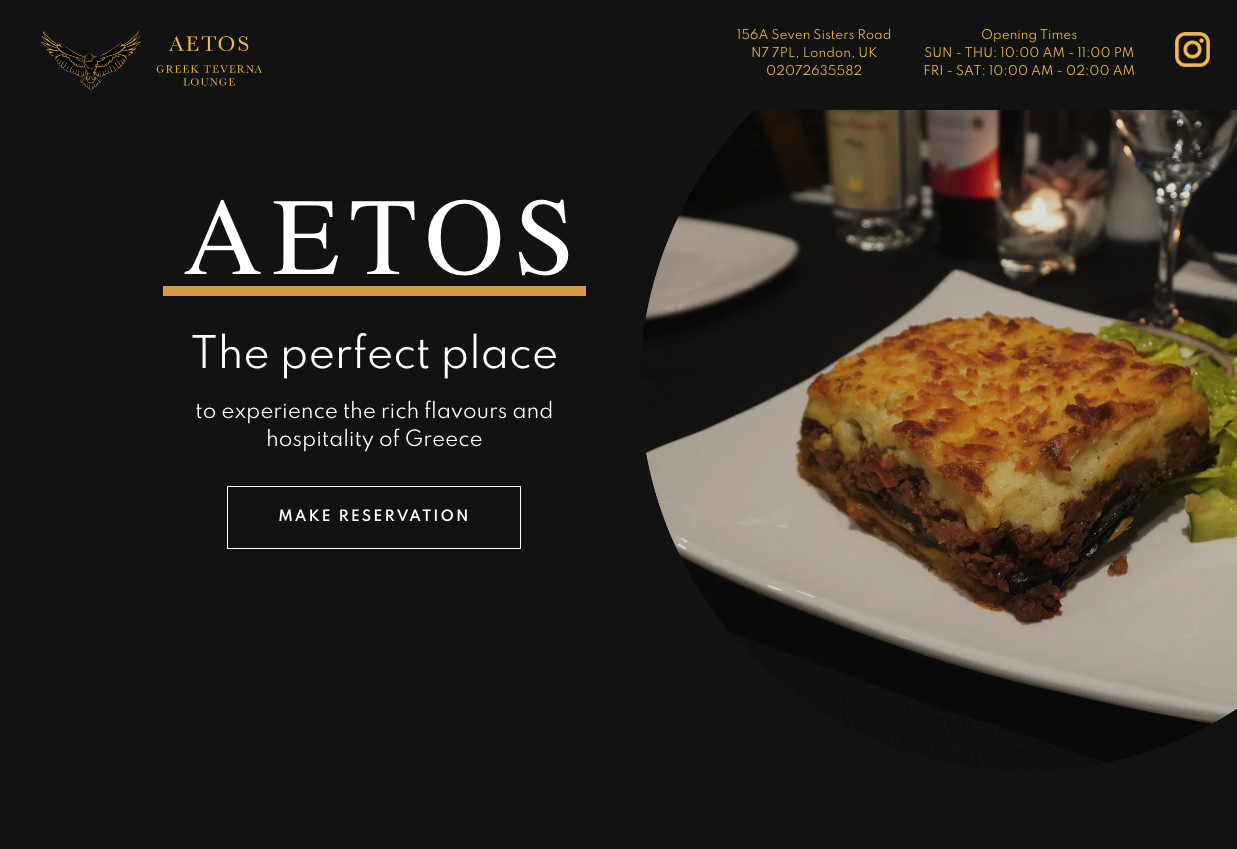 AETOS
GREEK TEVERNA
LOUNGE
156A Seven Sisters Road
N7 7PL, London, UK
02072635582
Opening Times
SUN - THU: 10:00 AM - 11:00 PM
FRI - SAT: 10:00 AM - 02:00 AM
AETOS
The perfect place
to experience the rich flavours and
hospitality of Greece
MAKE RESERVATION